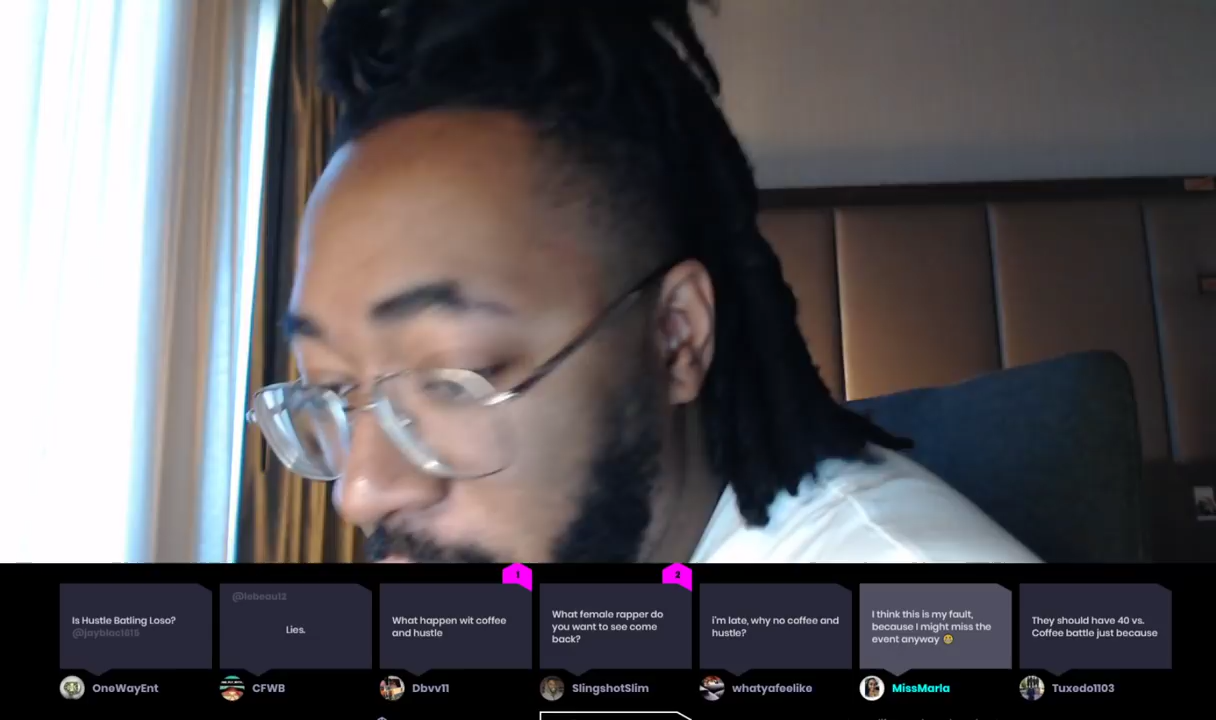 1
2
Is Hustle Batling Loso?
@jayblac1615
@lebeau12
Lies.
What happen wit coffee
and hustle
What female rapper do
you want to see come
back?
i'm late, why no coffee and
hustle?
I think this is my fault,
because I might miss the
event anyway 😬
They should have 40 vs.
Coffee battle just because
OneWayEnt
CFWB
Dbvv11
SlingshotSlim
whatyafeelike
MissMarla
Tuxedo1103